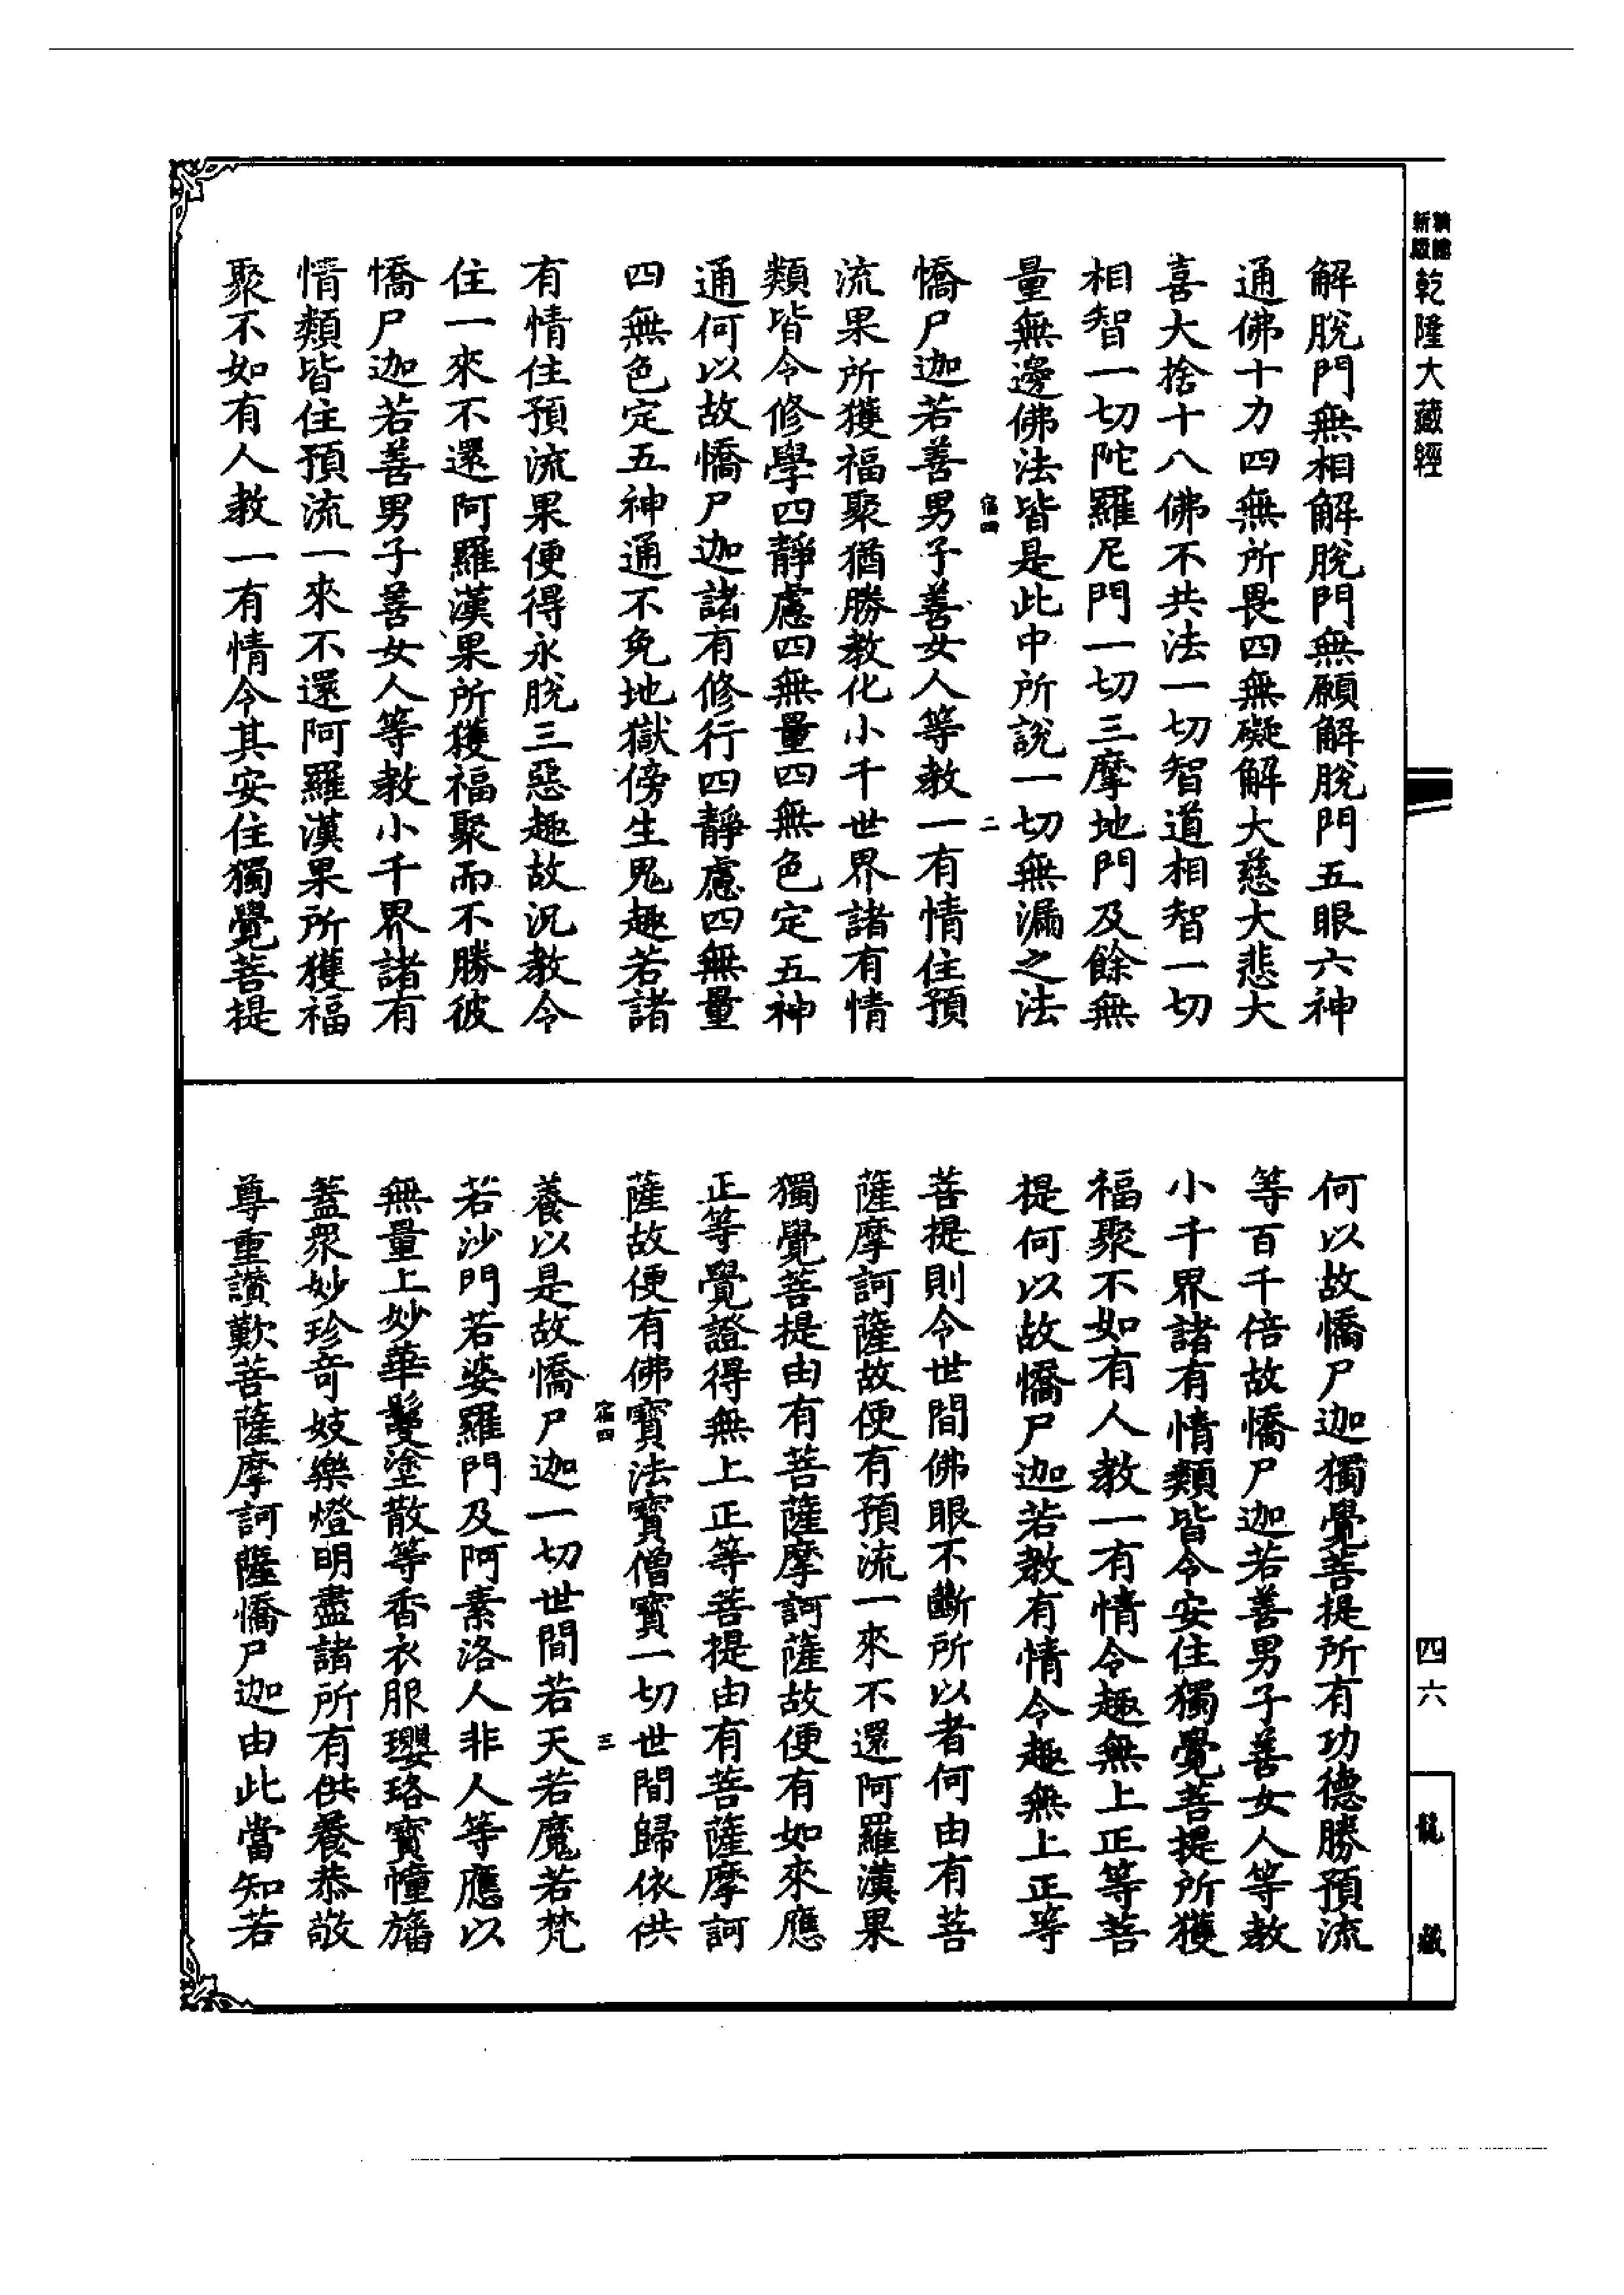 新版
精縮
乾隆大藏經
解脫門無相解脫門無願解脫門五眼六神
通佛十力四無所畏四無礙解大慈大悲大
喜大捨十八佛不共法一切智道相智一切
相智一切陀羅尼門一切三摩地門及餘無
量無邊佛法皆是此中所說一切無漏之法
宿四
二
憍尸迦若善男子善女人等教一有情住預
流果所獲福聚猶勝教化小千世界諸有情
類皆令修學四靜慮四無量四無色定五神
通何以故憍尸迦諸有修行四靜慮四無量
四無色定五神通不免地獄傍生鬼趣若諸
有情住預流果便得永脫三惡趣故況教令
住一來不還阿羅漢果所獲福聚而不勝彼
憍尸迦若善男子善女人等教小千界諸有
情類皆住預流一來不還阿羅漢果所獲福
聚不如有人教一有情令其安住獨覺菩提
何以故憍尸迦獨覺菩提所有功德勝預流
等百千倍故憍尸迦若善男子善女人等教
小千界諸有情類皆令安住獨覺菩提所獲
福聚不如有人教一有情令趣無上正等菩
提何以故憍尸迦若教有情令趣無上正等
菩提則令世間佛眼不斷所以者何由有菩
薩摩訶薩故便有預流一來不還阿羅漢果
獨覺菩提由有菩薩摩訶薩故便有如來應
正等覺證得無上正等菩提由有菩薩摩訶
薩故便有佛寶法寶僧寶一切世間歸依供
宿四
三
養以是故憍尸迦一切世間若天若魔若梵
若沙門若婆羅門及阿素洛人非人等應以
無量上妙華鬘塗散等香衣服瓔珞寶幢旛
蓋眾妙珍奇妓樂燈明盡諸所有供養恭敬
尊重讚歎菩薩摩訶薩憍尸迦由此當知若
四六
龍藏